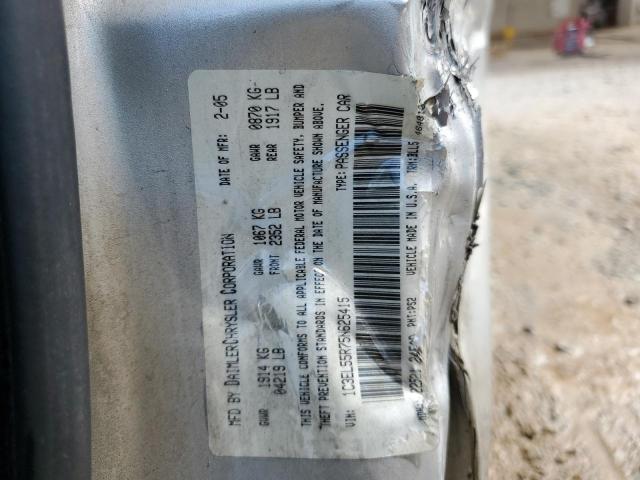 MFD BY DAIMLERCHRYSLER CORPORATION DATE OF MFR: 2-05
GVWR 1914 KG GAWR 1067 KG GAWR 0870 KG
04219 LB FRONT 2352 LB REAR 1917 LB
THIS VEHICLE CONFORMS TO ALL APPLICABLE FEDERAL MOTOR VEHICLE SAFETY, BUMPER AND
THEFT PREVENTION STANDARDS IN EFFECT ON THE DATE OF MANUFACTURE SHOWN ABOVE.
VIN: 1C3EL55R75N625415 TYPE: PASSENGER CAR
PNT:PS2 VEHICLE MADE IN U.S.A. TRM:BLL5